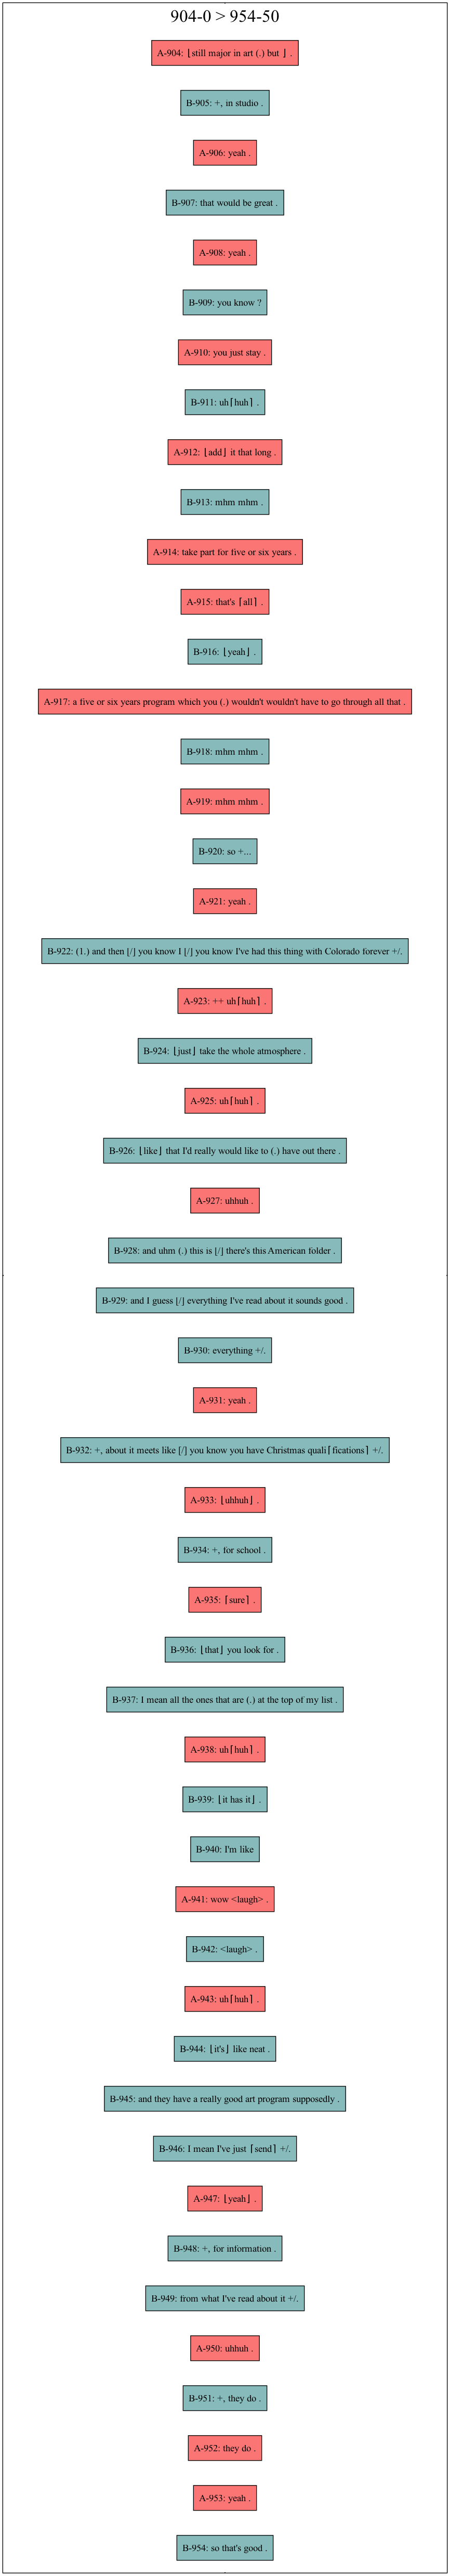 904-0 > 954-50
A-904: ⌊still major in art (.) but ⌋ .
B-905: +, in studio .
A-906: yeah .
B-907: that would be great .
A-908: yeah .
B-909: you know ?
A-910: you just stay .
B-911: uh⌈huh⌉ .
A-912: ⌊add⌋ it that long .
B-913: mhm mhm .
A-914: take part for five or six years .
A-915: that's ⌈all⌉ .
B-916: ⌊yeah⌋ .
A-917: a five or six years program which you (.) wouldn't wouldn't have to go through all that .
B-918: mhm mhm .
A-919: mhm mhm .
B-920: so +...
A-921: yeah .
B-922: (1.) and then [/] you know I [/] you know I've had this thing with Colorado forever +/.
A-923: ++ uh⌈huh⌉ .
B-924: ⌊just⌋ take the whole atmosphere .
A-925: uh⌈huh⌉ .
B-926: ⌊like⌋ that I'd really would like to (.) have out there .
A-927: uhhuh .
B-928: and uhm (.) this is [/] there's this American folder .
B-929: and I guess [/] everything I've read about it sounds good .
B-930: everything +/.
A-931: yeah .
B-932: +, about it meets like [/] you know you have Christmas quali⌈fications⌉ +/.
A-933: ⌊uhhuh⌋ .
B-934: +, for school .
A-935: ⌈sure⌉ .
B-936: ⌊that⌋ you look for .
B-937: I mean all the ones that are (.) at the top of my list .
A-938: uh⌈huh⌉ .
B-939: ⌊it has it⌋ .
B-940: I'm like
A-941: wow <laugh> .
B-942: <laugh> .
A-943: uh⌈huh⌉ .
B-944: ⌊it's⌋ like neat .
B-945: and they have a really good art program supposedly .
B-946: I mean I've just ⌈send⌉ +/.
A-947: ⌊yeah⌋ .
B-948: +, for information .
B-949: from what I've read about it +/.
A-950: uhhuh .
B-951: +, they do .
A-952: they do .
A-953: yeah .
B-954: so that's good .